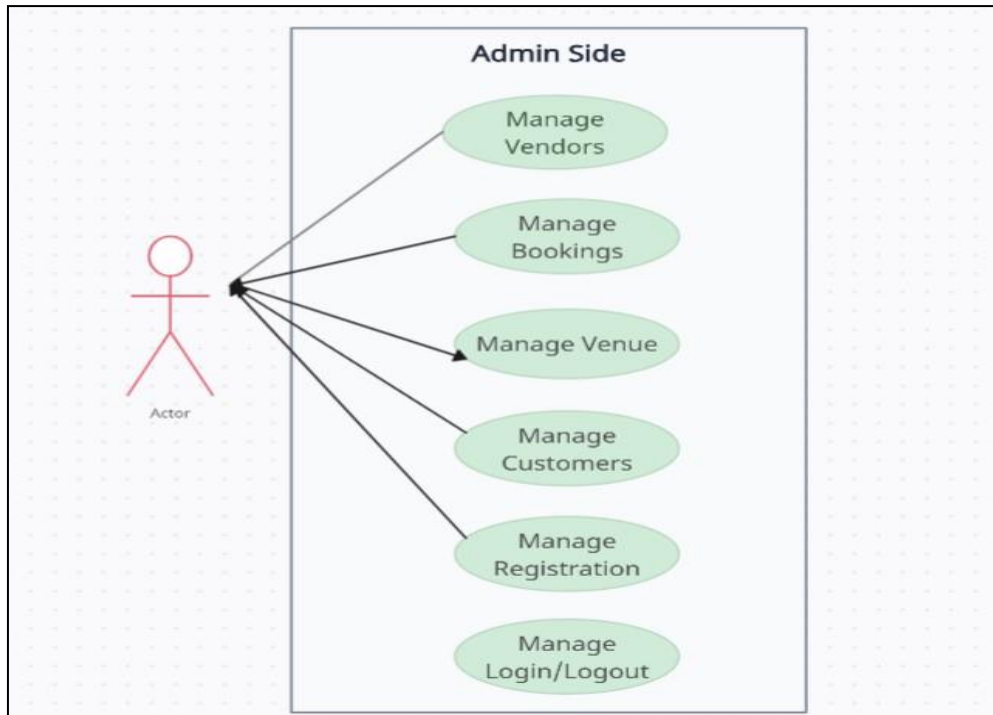 Admin Side
Manage
Vendors
Manage
Bookings
Manage Venue
Manage
Customers
Manage
Registration
Manage
Login/Logout
Actor